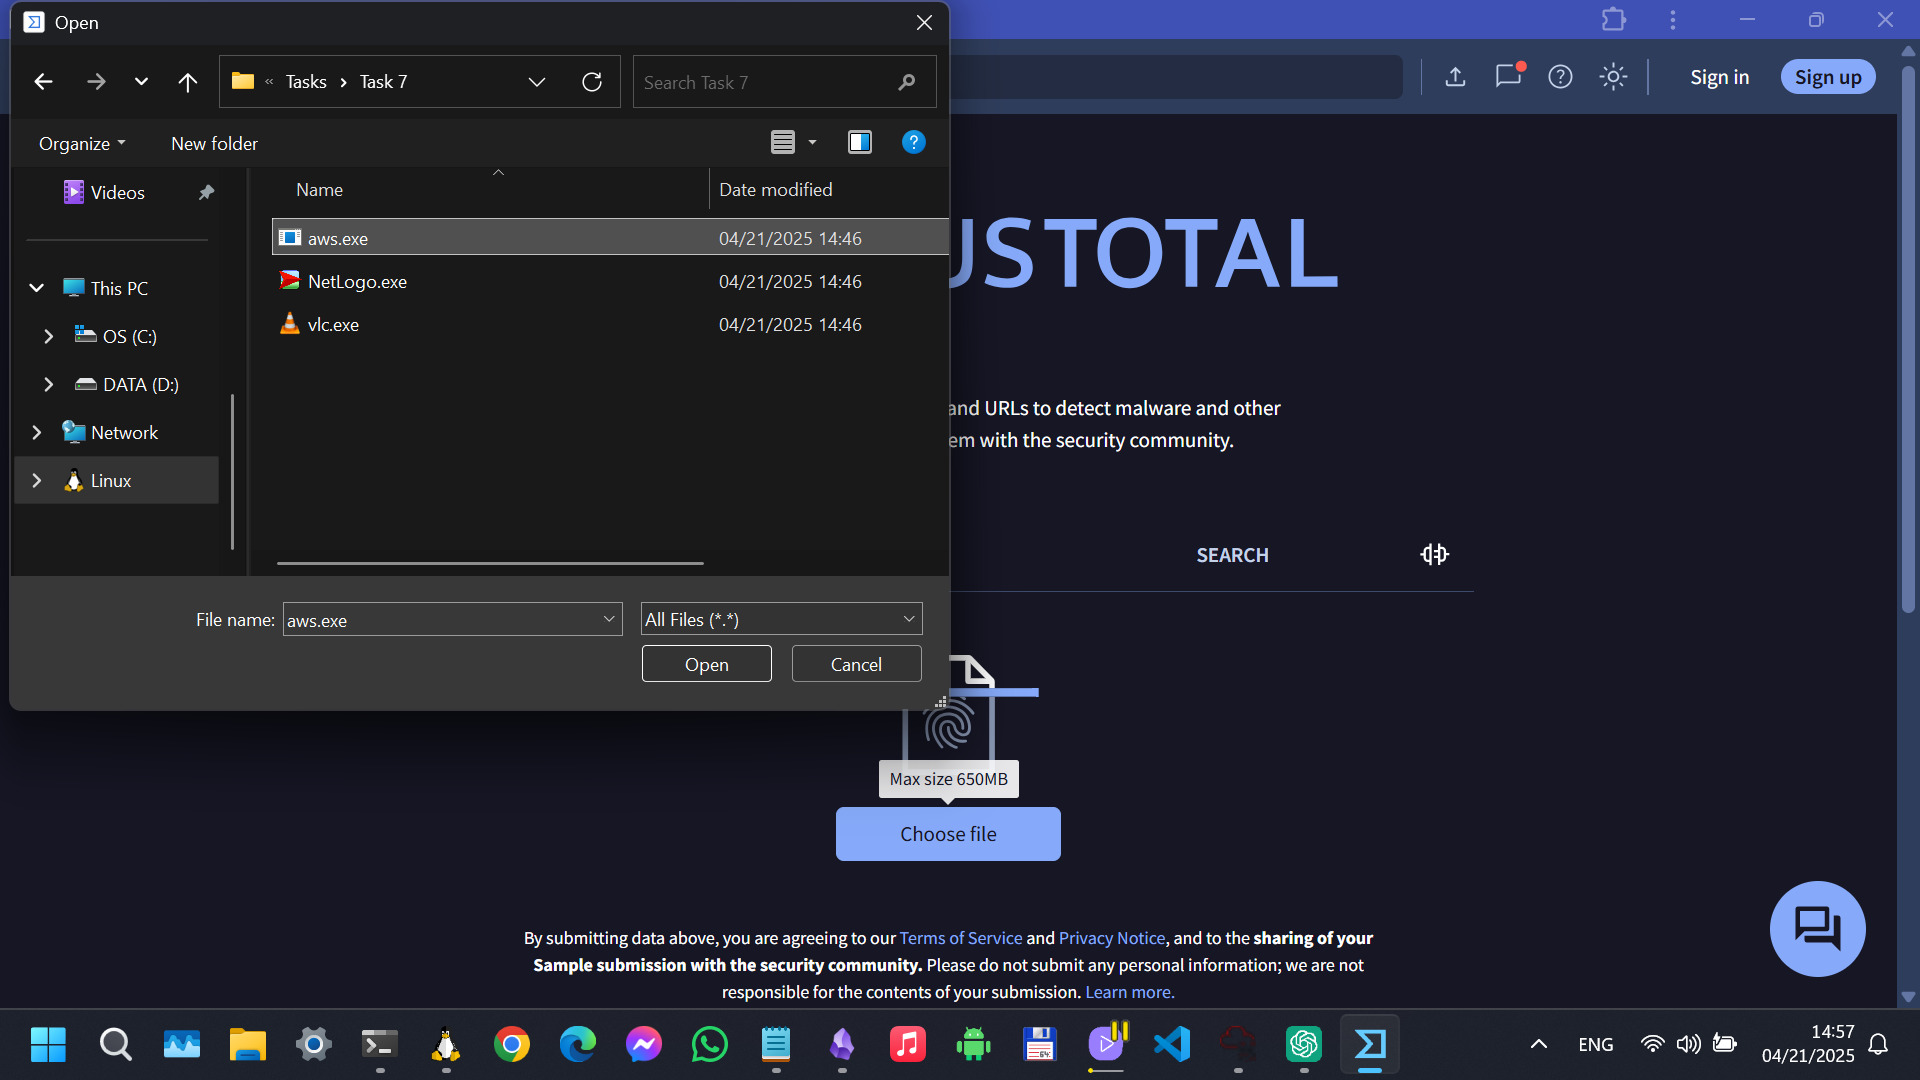 Open
« Tasks > Task 7
Search Task 7
Organize
New folder
Videos
This PC
OS (C:)
DATA (D:)
Network
Linux
Name
Date modified
aws.exe
04/21/2025 14:46
NetLogo.exe
04/21/2025 14:46
vlc.exe
04/21/2025 14:46
File name:
aws.exe
All Files (*.*)
Open
Cancel
Sign in
Sign up
USTOTAL
and URLs to detect malware and other
em with the security community.
SEARCH
Max size 650MB
Choose file
By submitting data above, you are agreeing to our Terms of Service and Privacy Notice, and to the sharing of your
Sample submission with the security community. Please do not submit any personal information; we are not
responsible for the contents of your submission. Learn more.
64
ENG
14:57
04/21/2025